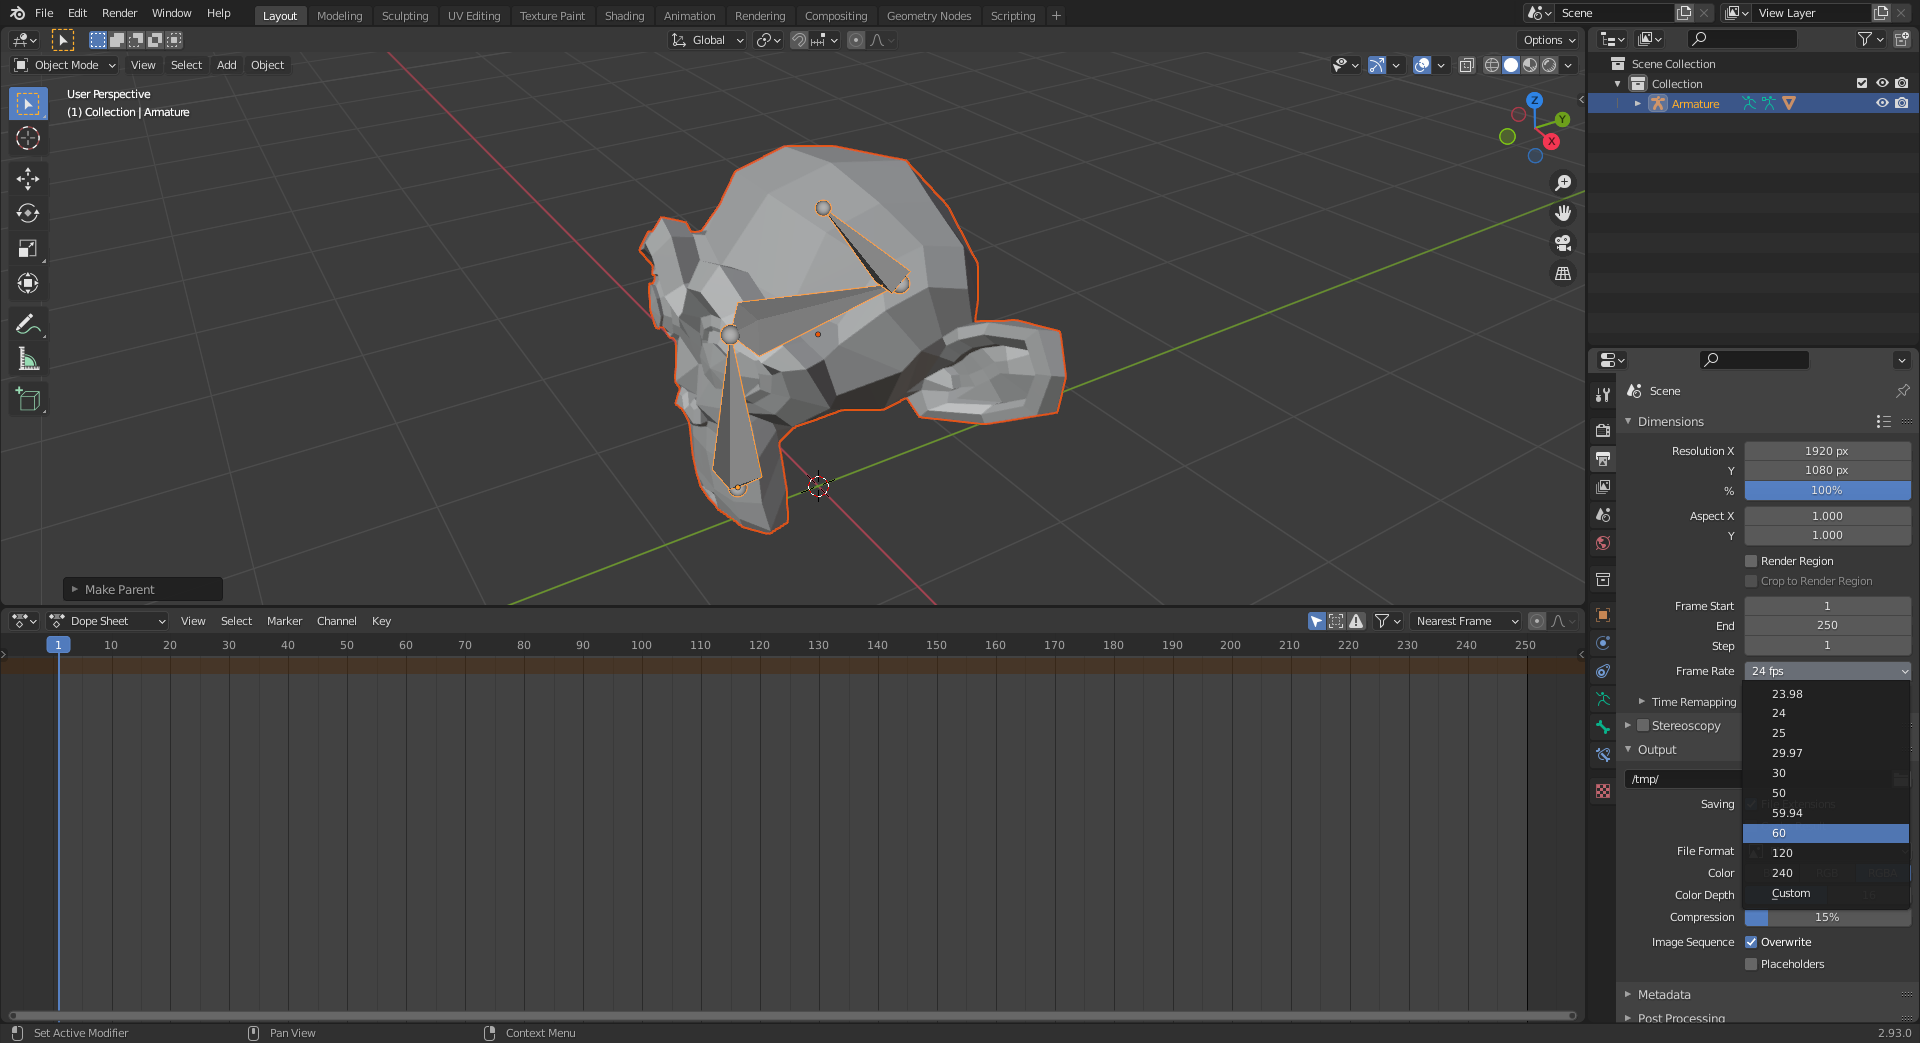 File Edit Render Window Help Layout Modeling Sculpting UV Editing Texture Paint Shading Animation Rendering Compositing Geometry Nodes Scripting + Scene View Layer
Global Options
Object Mode View Select Add Object
User Perspective
(1) Collection | Armature
Z
Y
X
Make Parent
Scene Collection
Collection
Armature
Scene
Dimensions
Resolution X 1920 px
Y 1080 px
% 100%
Aspect X 1.000
Y 1.000
Render Region
Crop to Render Region
Frame Start 1
End 250
Step 1
Frame Rate 24 fps
Time Remapping
Stereoscopy
Output
/tmp/
Saving
File Format
Color
Color Depth
Compression 15%
Image Sequence Overwrite
Placeholders
Metadata
Post Processing
23.98
24
25
29.97
30
50
59.94
60
120
240
Custom
Dope Sheet View Select Marker Channel Key Nearest Frame
1 10 20 30 40 50 60 70 80 90 100 110 120 130 140 150 160 170 180 190 200 210 220 230 240 250
Set Active Modifier Pan View Context Menu 2.93.0